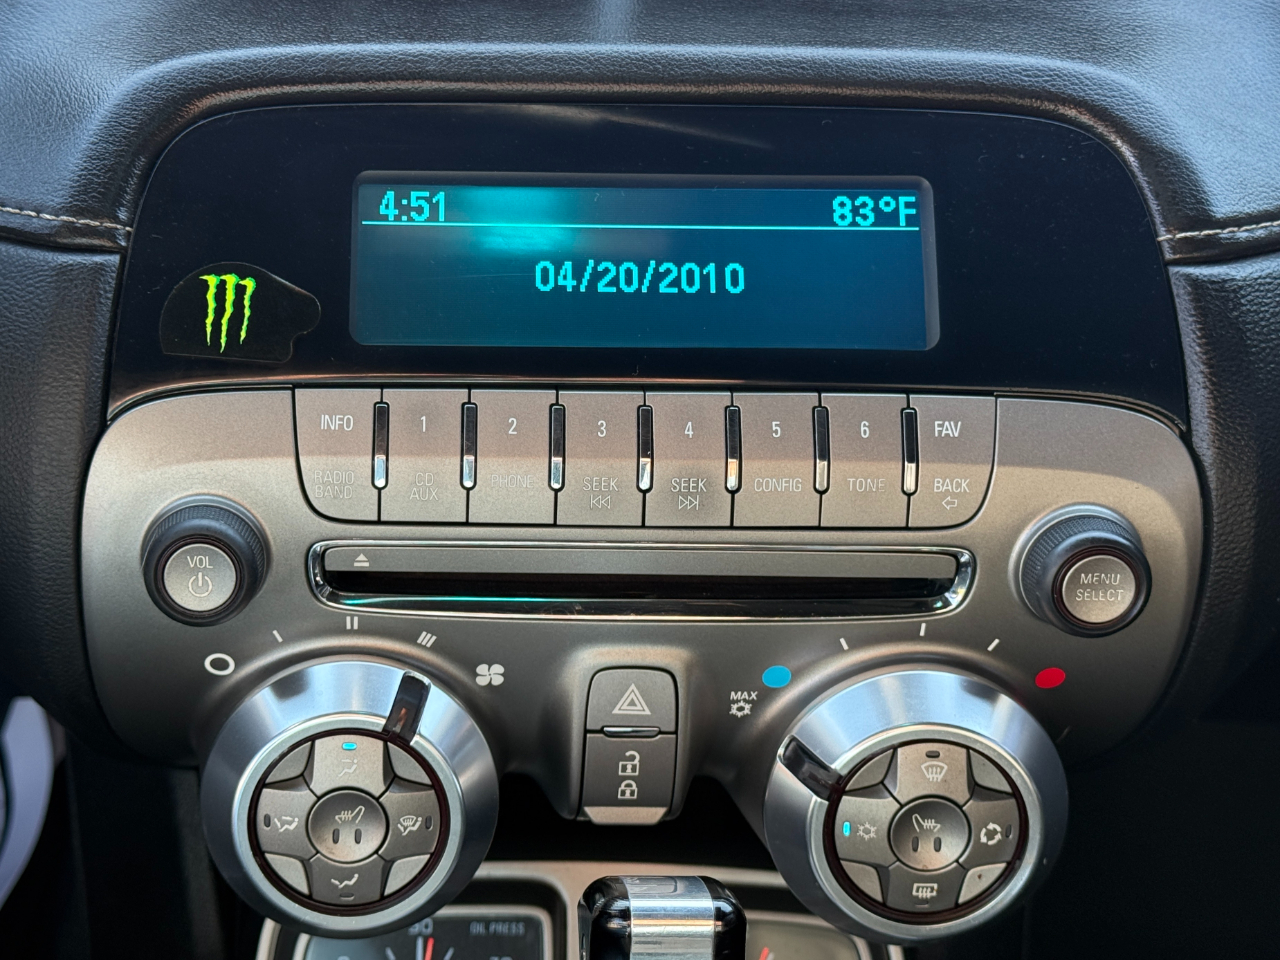 4:51 83°F
04/20/2010
INFO 1 2 3 4 5 6 FAV
RADIO BAND
CD AUX
PHONE
SEEK
SEEK
CONFIG
TONE
BACK
VOL
MENU
SELECT
MAX
OIL PRESS